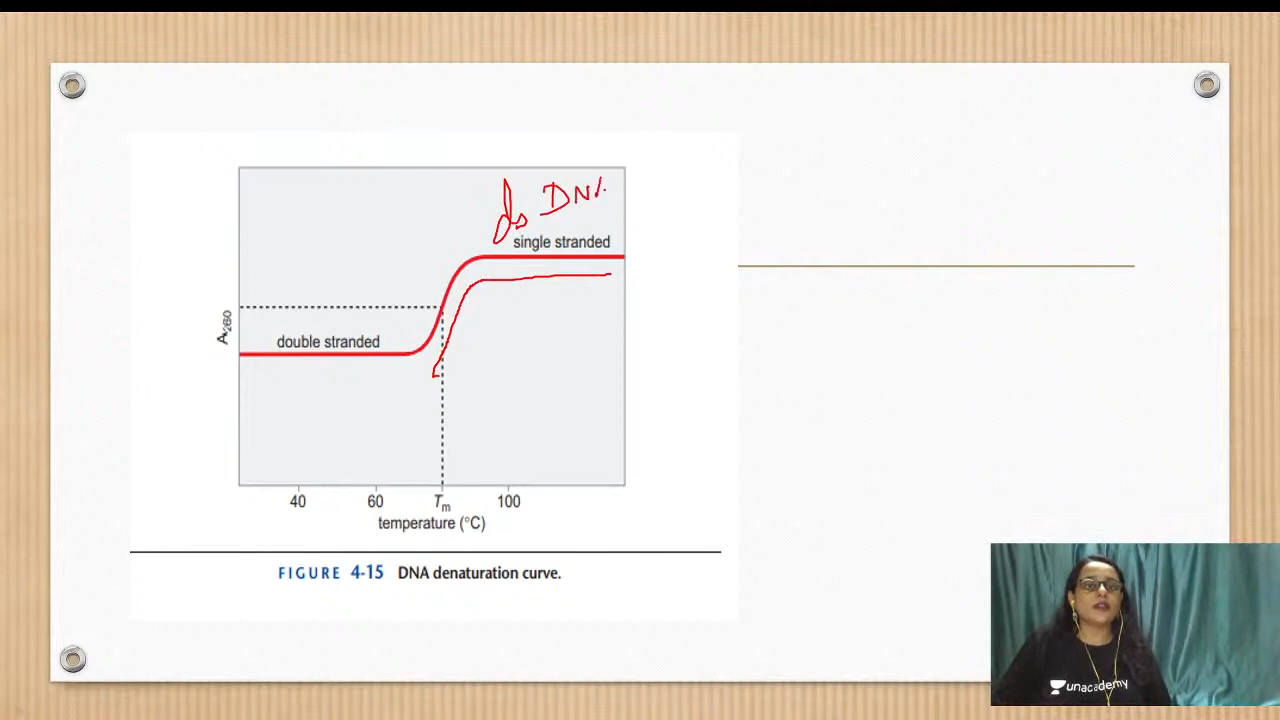 ds DNA
single stranded
A260
double stranded
40 60 Tm 100
temperature (°C)
FIGURE 4-15 DNA denaturation curve.
unacademy